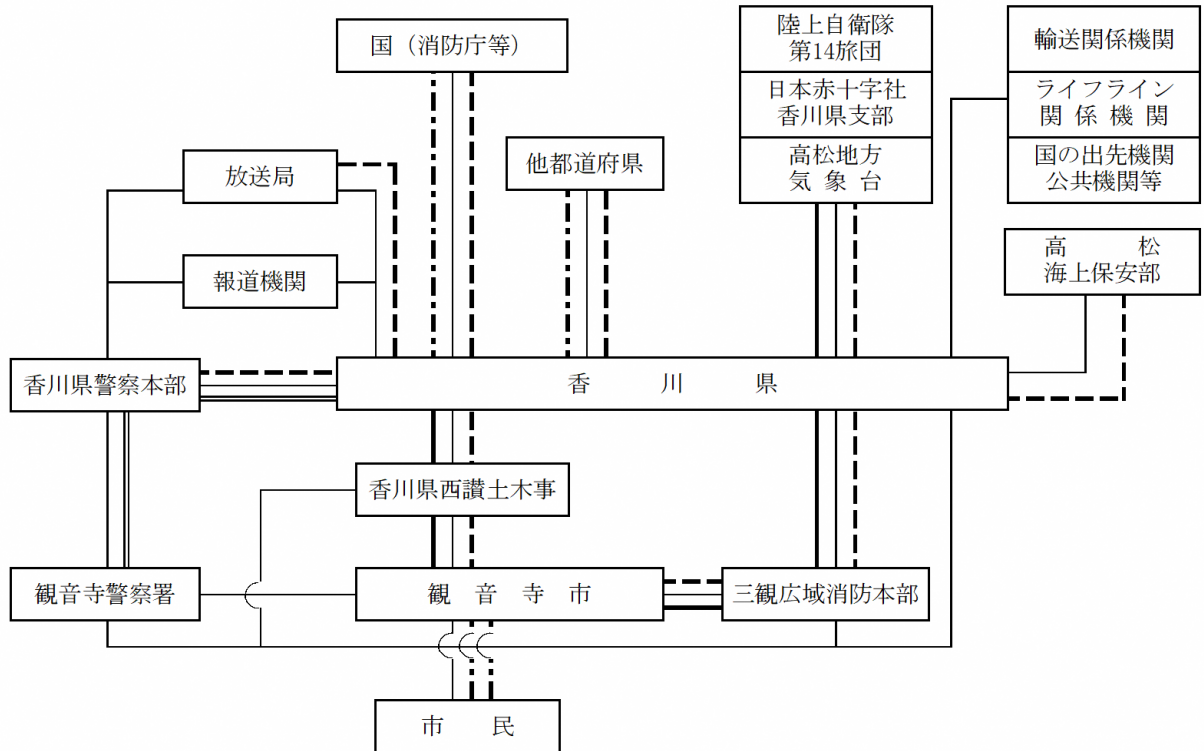 国（消防庁等）
陸上自衛隊
第14旅団
日本赤十字社
香川県支部
高松地方
気象台
輸送関係機関
ライフライン
関係機関
国の出先機関
公共機関等
他都道府県
放送局
報道機関
高松
海上保安部
香川県警察本部
香川県
香川県西讃土木事
観音寺警察署
観音寺市
三観広域消防本部
市民